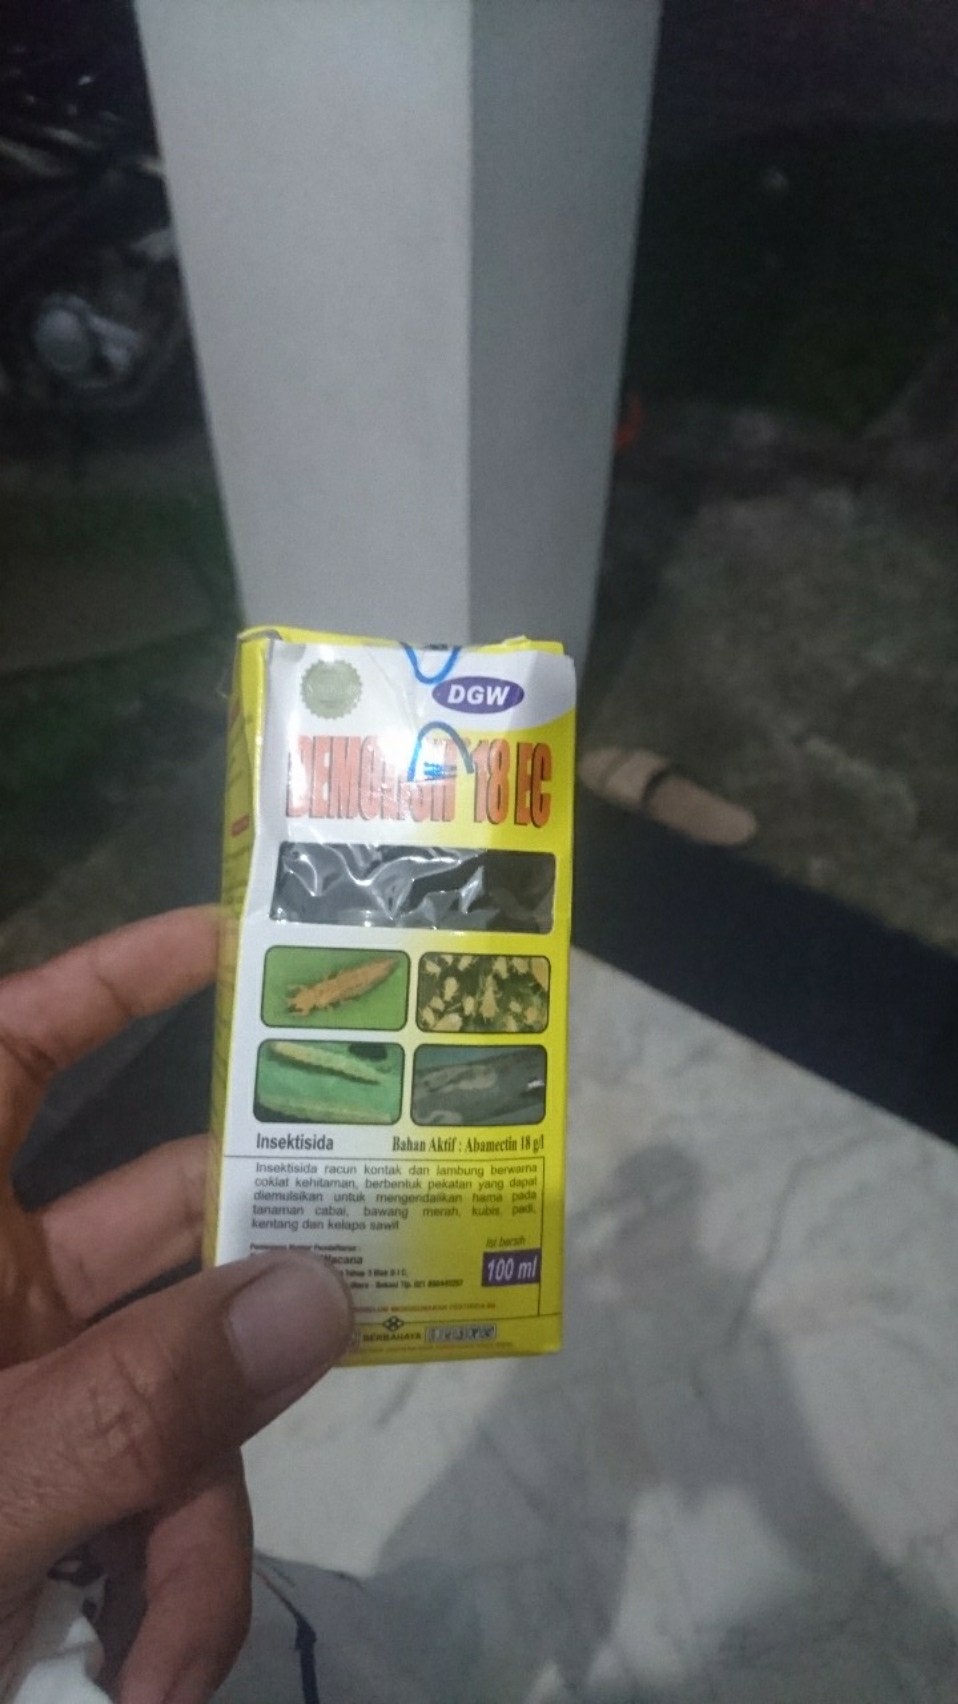 DGW
18 EC
Insektisida
Bahan Aktif : Abamectin 18 g/l
Insektisida racun kontak dan lambung berwarna
coklat kehitaman, berbentuk pekatan yang dapat
diemulsikan untuk mengendalikan hama pada
tanaman cabai, bawang merah, kubis, padi,
kentang dan kelapa sawit
Isi bersih
100 ml
BERBAHAYA